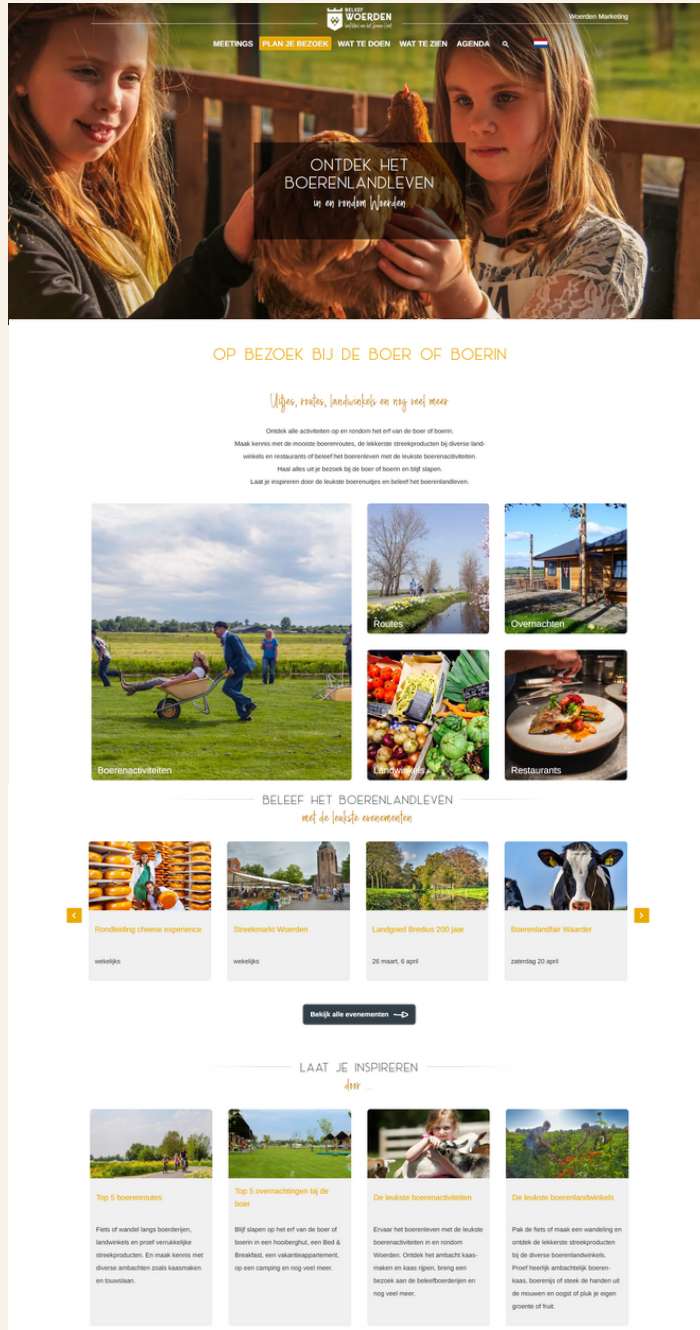 BELEEF
WOERDEN
Woerden Marketing
MEETINGS PLAN JE BEZOEK WAT TE DOEN WAT TE ZIEN AGENDA
ONTDEK HET
BOERENLANDLEVEN
in en rondom Woerden
OP BEZOEK BIJ DE BOER OF BOERIN
Uitjes, routes, landwinkels en nog veel meer
Ontdek alle activiteiten op en rondom het erf van de boer of boerin.
Maak kennis met de mooiste boerenroutes, de lekkerste streekproducten bij diverse land-
winkels en restaurants of beleef het boerenleven met de leukste boerenacitiviteiten.
Haal alles uit je bezoek bij de boer of boerin en blijf slapen.
Laat je inspireren door de leukste boerenuitjes en beleef het boerenlandleven.
Boerenactiviteiten
Routes
Overnachten
Landwinkels
Restaurants
BELEEF HET BOERENLANDLEVEN
met de leukste evenementen
Rondleiding cheese experience
wekelijks
Streekmarkt Woerden
wekelijks
Landgoed Bredius 200 jaar
26 maart, 6 april
Boerenlandfair Waarder
zaterdag 20 april
Bekijk alle evenementen
LAAT JE INSPIREREN
door ...
Top 5 boerenroutes
Fiets of wandel langs boerderijen,
landwinkels en proef verrukkelijke
streekproducten. En maak kennis met
diverse ambachten zoals kaasmaken
en touwslaan.
Top 5 overnachtingen bij de
boer
Blijf slapen op het erf van de boer of
boerin in een hooiberghut, een Bed &
Breakfast, een vakantieappartement,
op een camping en nog veel meer.
De leukste boerenactiviteiten
Ervaar het boerenleven met de leukste
boerenactiviteiten in en rondom
Woerden. Ontdek het ambacht kaas-
maken en kaas rijpen, breng een
bezoek aan de beleefboerderijen en
nog veel meer.
De leukste boerenlandwinkels
Pak de fiets of maak een wandeling en
ontdek de lekkerste streekproducten
bij de diverse boerenlandwinkels.
Proef heerlijk ambachtelijk boeren-
kaas, boerenijs of steek de handen uit
de mouwen en oogst of pluk je eigen
groente of fruit.